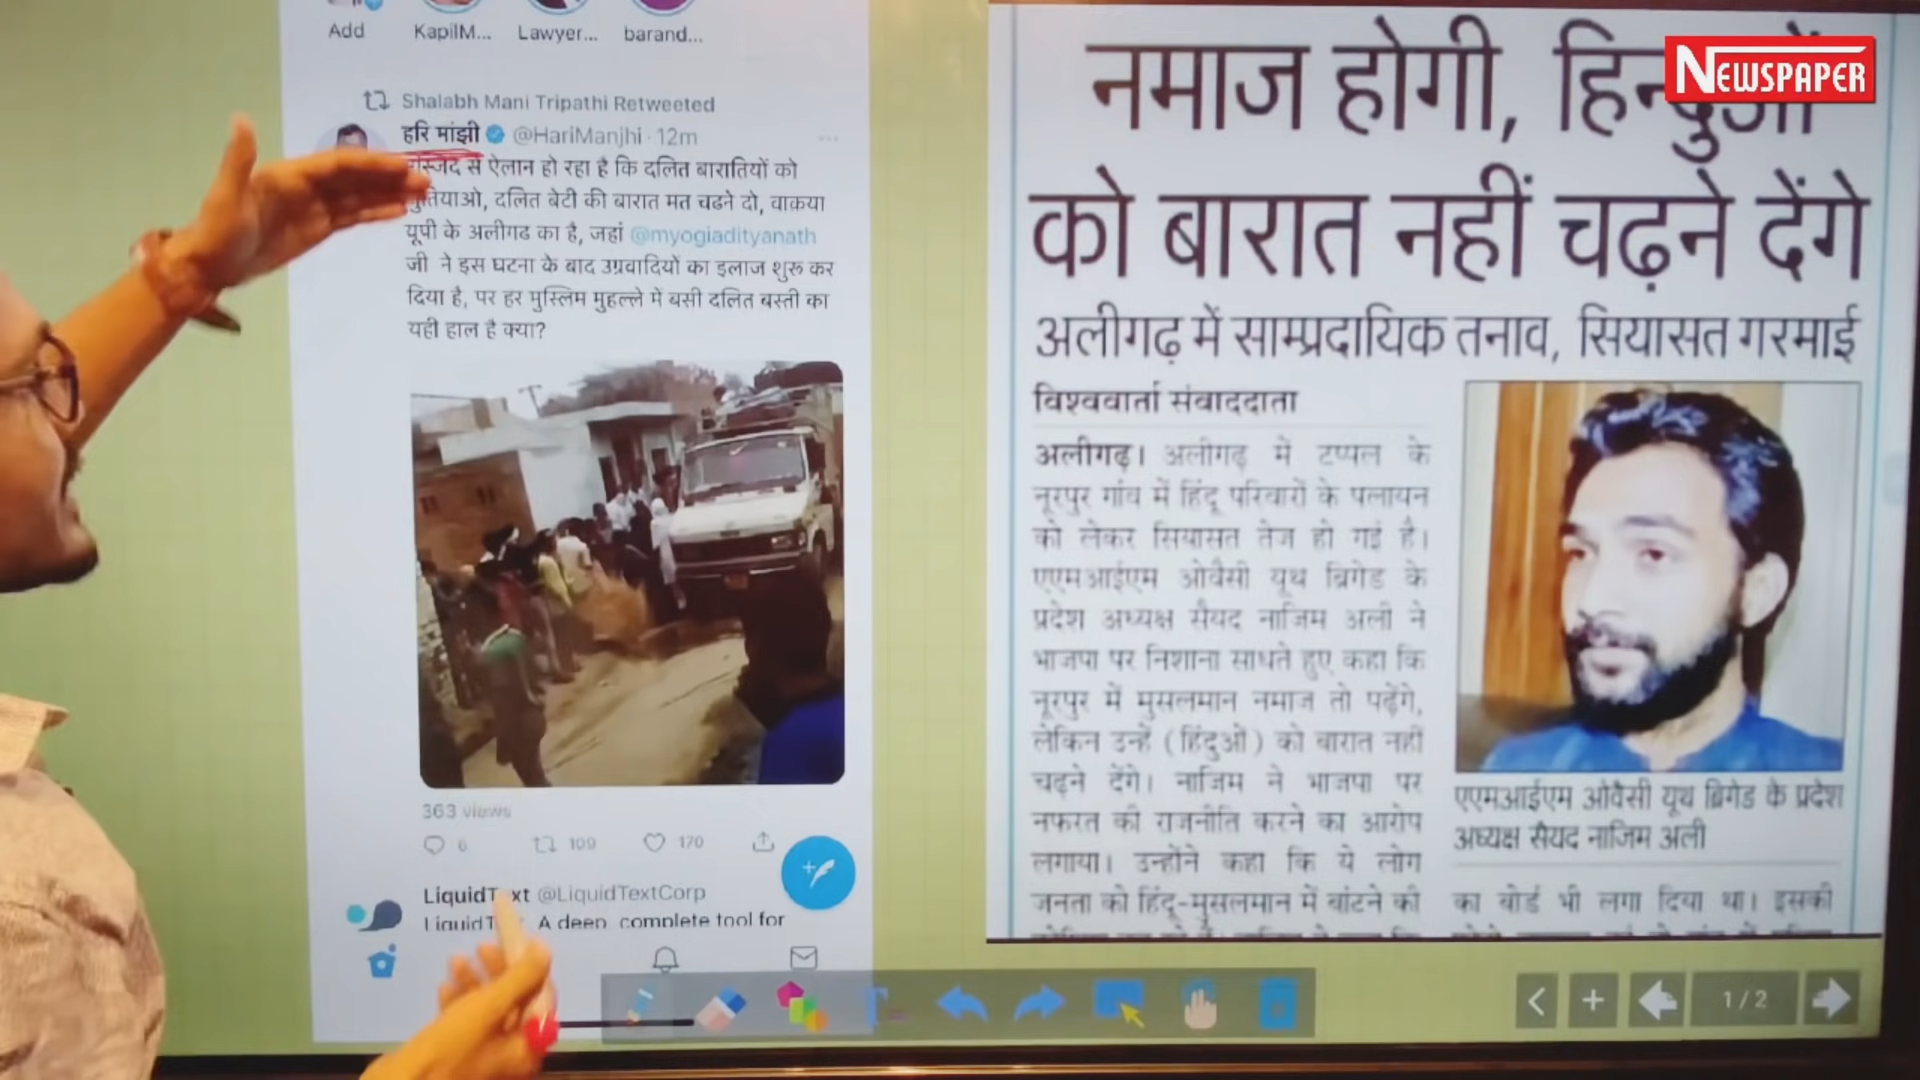 Add
KapilM...
Lawyer...
barand...
Shalabh Mani Tripathi Retweeted
हरि मांझी @HariManjhi · 12m
से ऐलान हो रहा है कि दलित बारातियों को
दलित बेटी की बारात मत चढने दो, वाक़या
यूपी के अलीगढ का है, जहां @myogiadityanath
जी ने इस घटना के बाद उग्रवादियों का इलाज शुरू कर
दिया है, पर हर मुस्लिम मुहल्ले में बसी दलित बस्ती का
यही हाल है क्या?
363 views
6
109
170
@LiquidTextCorp
A deep, complete tool for
NEWSPAPER
नमाज होगी, हिन्दुओं
को बारात नहीं चढ़ने देंगे
अलीगढ़ में साम्प्रदायिक तनाव, सियासत गरमाई
विश्ववार्ता संवाददाता
अलीगढ़। अलीगढ़ में टप्पल के
नूरपुर गांव में हिंदू परिवारों के पलायन
को लेकर सियासत तेज हो गई है।
एएमआईएम ओवैसी यूथ ब्रिगेड के
प्रदेश अध्यक्ष सैयद नाजिम अली ने
भाजपा पर निशाना साधते हुए कहा कि
नूरपुर में मुसलमान नमाज तो पढ़ेंगे,
लेकिन उन्हें (हिंदुओं) को बारात नहीं
चढ़ने देंगे। नाजिम ने भाजपा पर
नफरत की राजनीति करने का आरोप
लगाया। उन्होंने कहा कि ये लोग
जनता को हिंदू-मुसलमान में बांटने की
एएमआईएम ओवैसी यूथ ब्रिगेड के प्रदेश
अध्यक्ष सैयद नाजिम अली
का बोर्ड भी लगा दिया था। इसकी
1/2